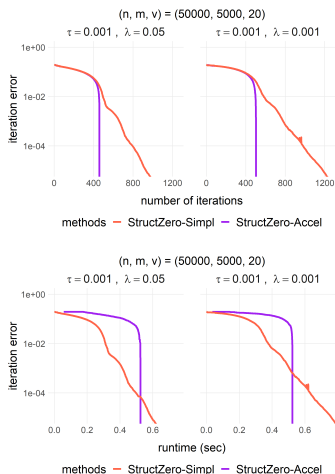 (n, m, v) = (50000, 5000, 20)
τ = 0.001 , λ = 0.05 τ = 0.001 , λ = 0.001
1e+00
1e-02
1e-04
iteration error
0 400 800 1200 0 400 800 1200
number of iterations
methods StructZero-Simpl StructZero-Accel
(n, m, v) = (50000, 5000, 20)
τ = 0.001 , λ = 0.05 τ = 0.001 , λ = 0.001
1e+00
1e-02
1e-04
iteration error
0.0 0.2 0.4 0.6 0.0 0.2 0.4 0.6
runtime (sec)
methods StructZero-Simpl StructZero-Accel